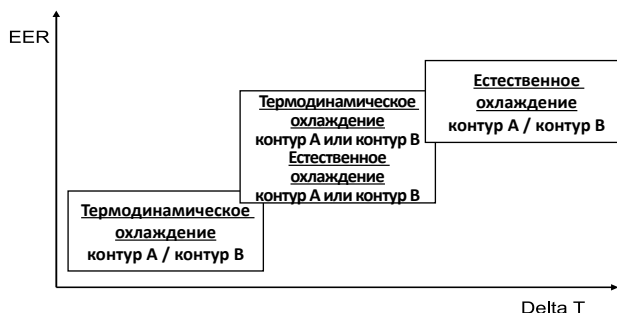 EER
Естественное
охлаждение
контур A / контур B
Термодинамическое
охлаждение
контур A или контур B
Естественное
охлаждение
контур A или контур B
Термодинамическое
охлаждение
контур A / контур B
Delta T